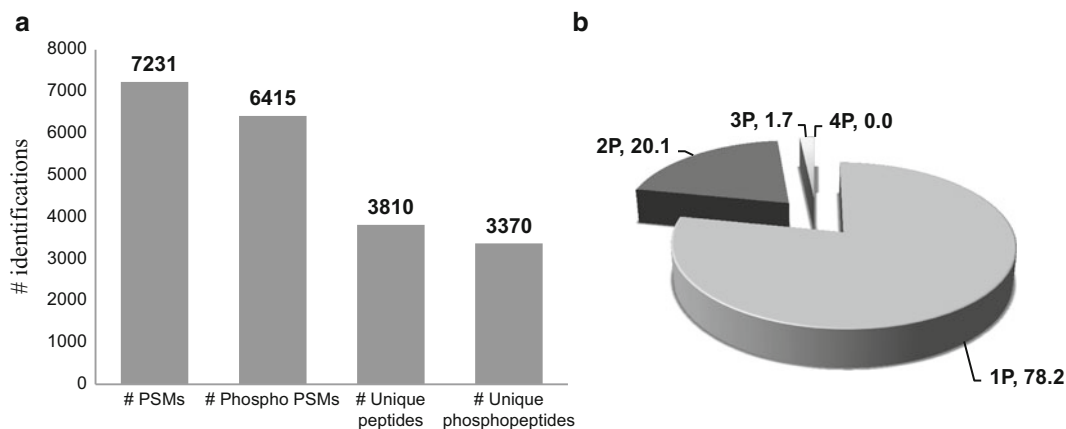 a
# identifications
8000
7000
6000
5000
4000
3000
2000
1000
0
7231
6415
3810
3370
# PSMs
# Phospho PSMs
# Unique
peptides
# Unique
phosphopeptides
b
3P, 1.7
4P, 0.0
2P, 20.1
1P, 78.2